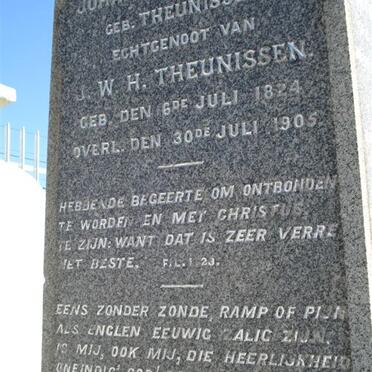 GEB. THEUNISSEN
ECHTGENOOT VAN
J. W. H. THEUNISSEN.
GEB. DEN 6DE JULI 1824
OVERL. DEN 30DE JULI 1905
HEBBENDE BEGEERTE OM ONTBONDEN
TE WORDEN EN MET CHRISTUS
TE ZIJN: WANT DAT IS ZEER VERRE
HET BESTE. FIL. 1.23.
EENS ZONDER ZONDE, RAMP OF PIJN
ALS ENGLEN EEUWIG ZALIG ZIJN,
IS MIJ, OOK MIJ, DIE HEERLIJKHEID